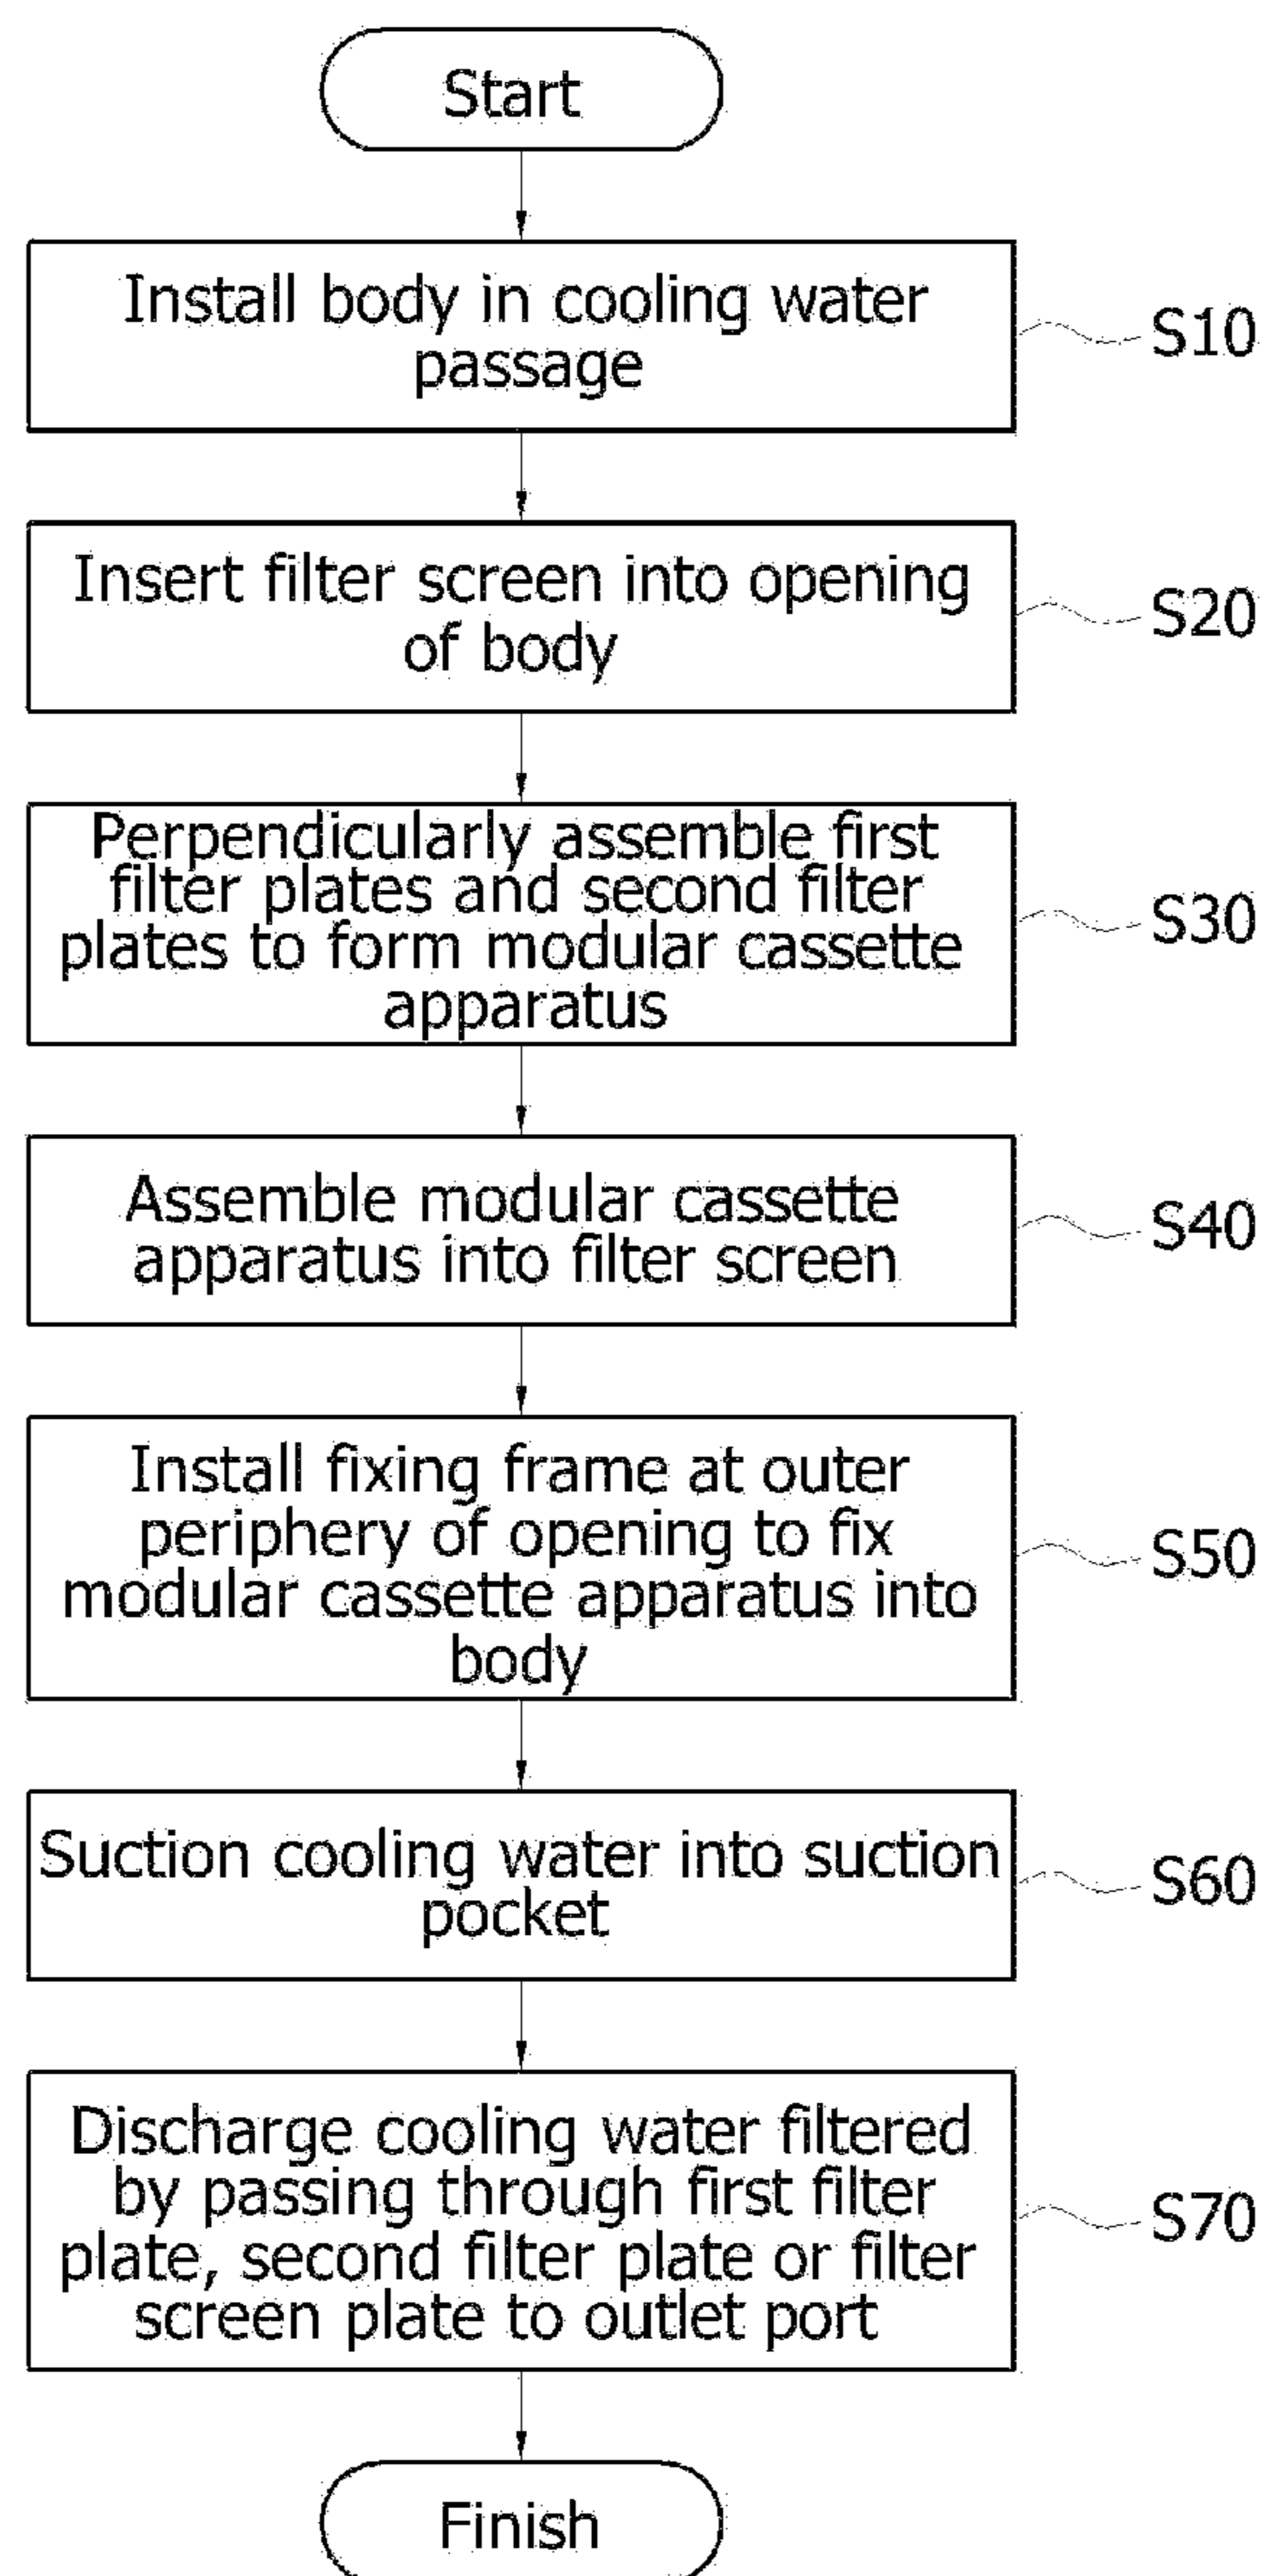 Start
Install body in cooling water
passage
S10
Insert filter screen into opening
of body
S20
Perpendicularly assemble first
filter plates and second filter
plates to form modular cassette
apparatus
S30
Assemble modular cassette
apparatus into filter screen
S40
Install fixing frame at outer
periphery of opening to fix
modular cassette apparatus into
body
S50
Suction cooling water into suction
pocket
S60
Discharge cooling water filtered
by passing through first filter
plate, second filter plate or filter
screen plate to outlet port
S70
Finish